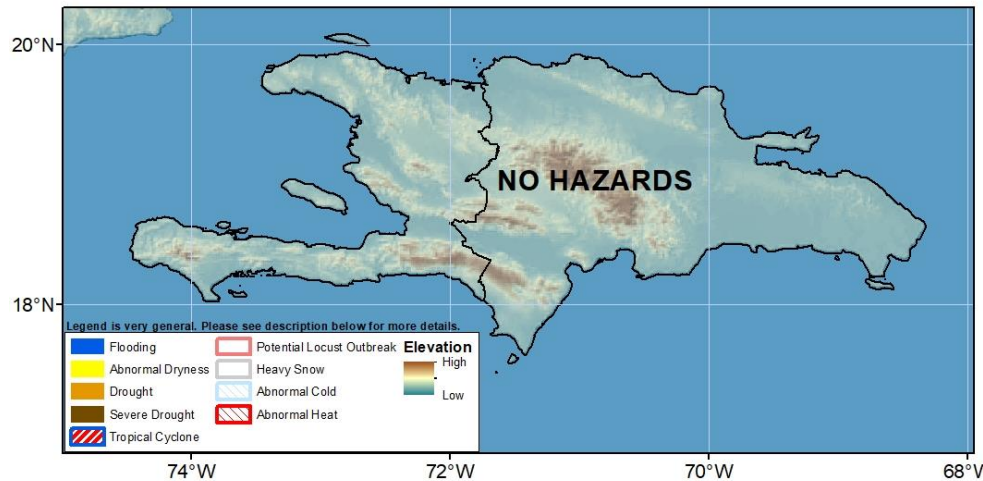 20°N
NO HAZARDS
18°N
Legend is very general. Please see description below for more details.
Flooding
Abnormal Dryness
Drought
Severe Drought
Tropical Cyclone
Potential Locust Outbreak
Heavy Snow
Abnormal Cold
Abnormal Heat
Elevation
High
Low
74°W
72°W
70°W
68°W